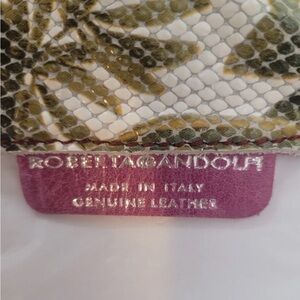 ROBERTA GANDOLFI
MADE IN ITALY
GENUINE LEATHER